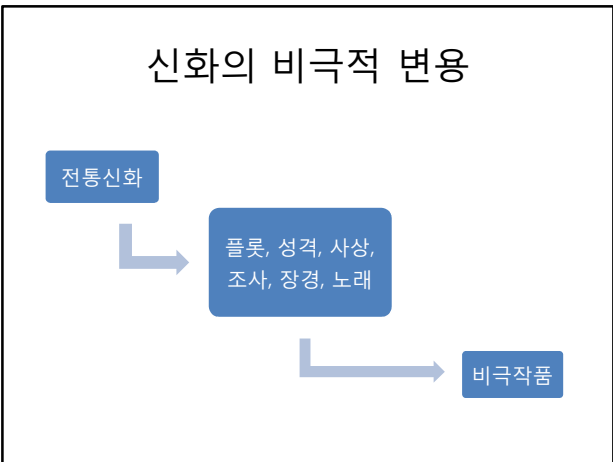 신화의 비극적 변용
전통신화
플롯, 성격, 사상,
조사, 장경, 노래
비극작품